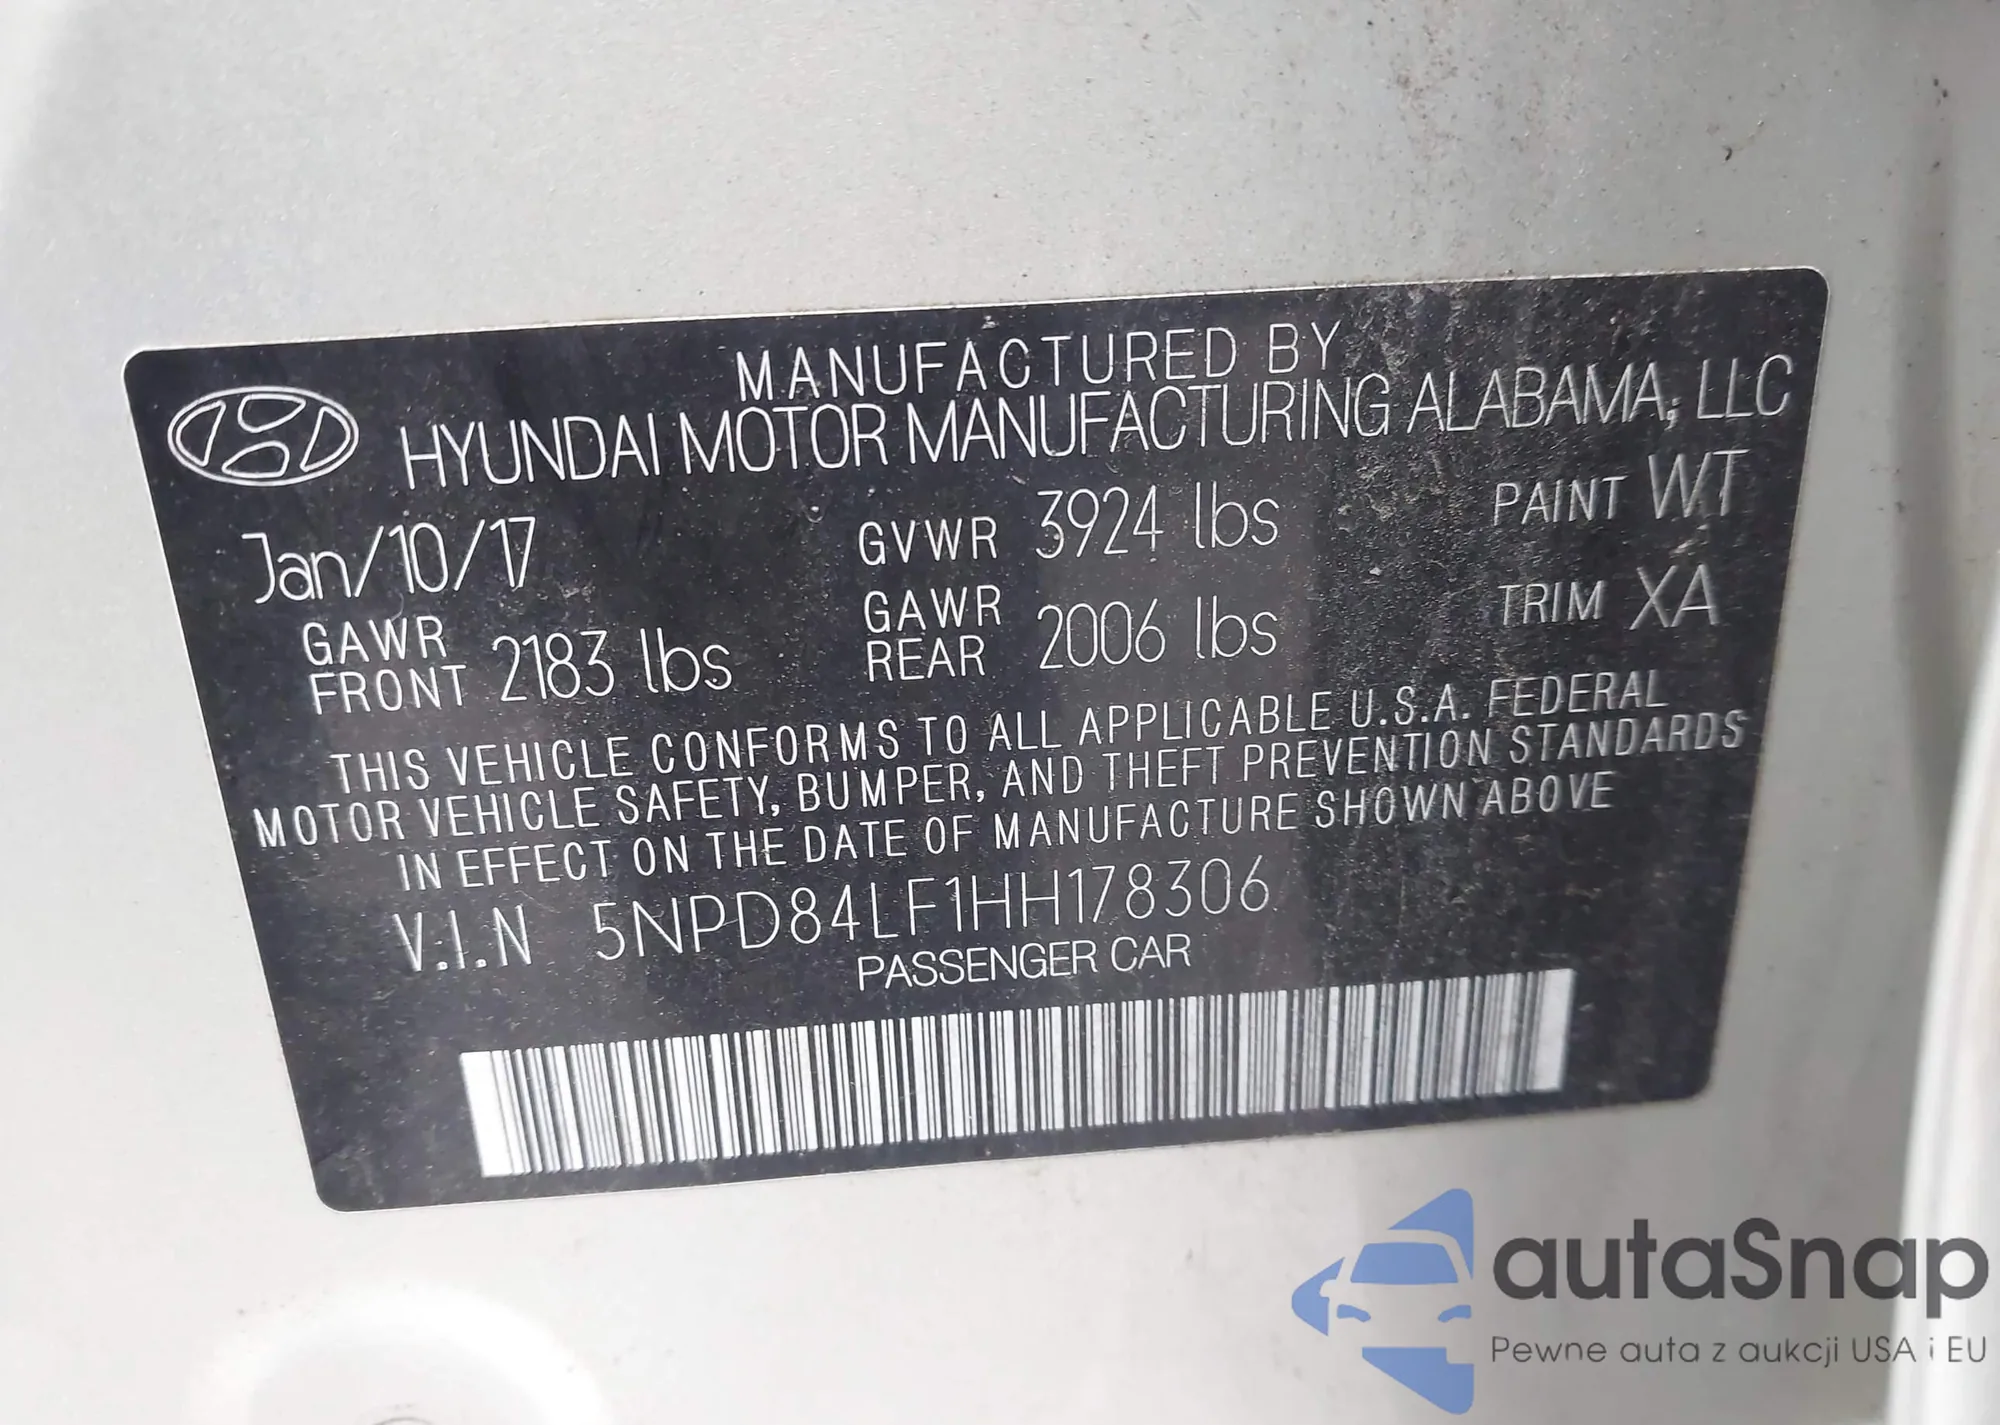 MANUFACTURED BY
HYUNDAI MOTOR MANUFACTURING ALABAMA, LLC
Jan/10/17 GVWR 3924 lbs PAINT WT
GAWR FRONT 2183 lbs GAWR REAR 2006 lbs TRIM XA
THIS VEHICLE CONFORMS TO ALL APPLICABLE U.S.A. FEDERAL
MOTOR VEHICLE SAFETY, BUMPER, AND THEFT PREVENTION STANDARDS
IN EFFECT ON THE DATE OF MANUFACTURE SHOWN ABOVE
V.I.N 5NPD84LF1HH178306
PASSENGER CAR
autaSnap
Pewne auta z aukcji USA i EU